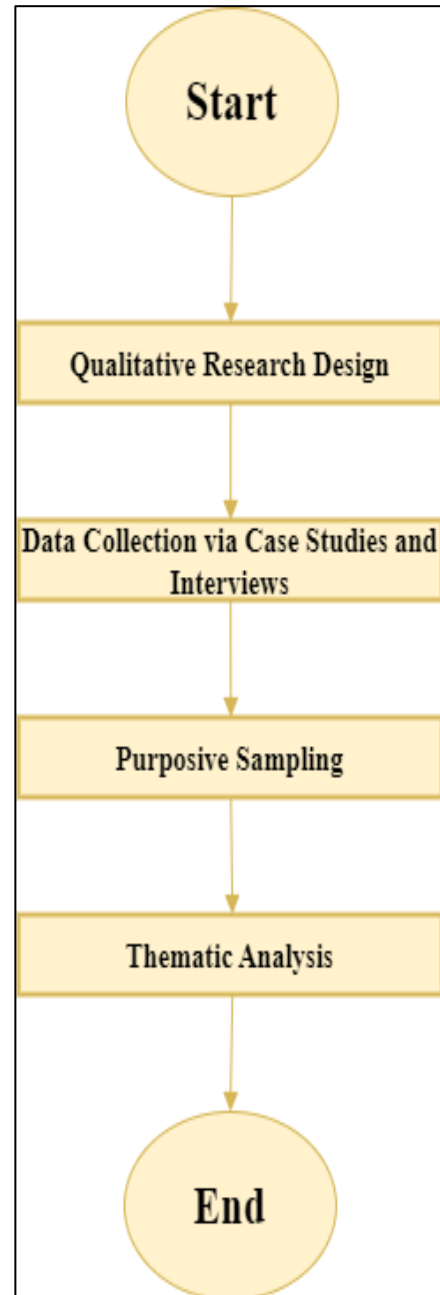 Start
Qualitative Research Design
Data Collection via Case Studies and
Interviews
Purposive Sampling
Thematic Analysis
End